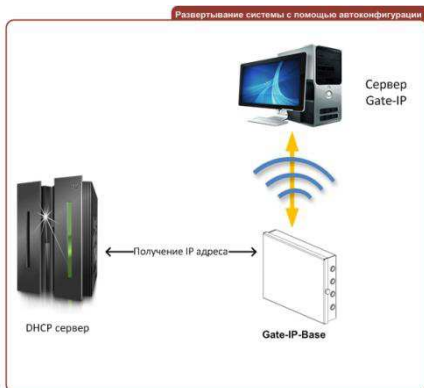 Развертывание системы с помощью автоконфигурации
Сервер
Gate-IP
Получение IP адреса
DHCP сервер
Gate-IP-Base